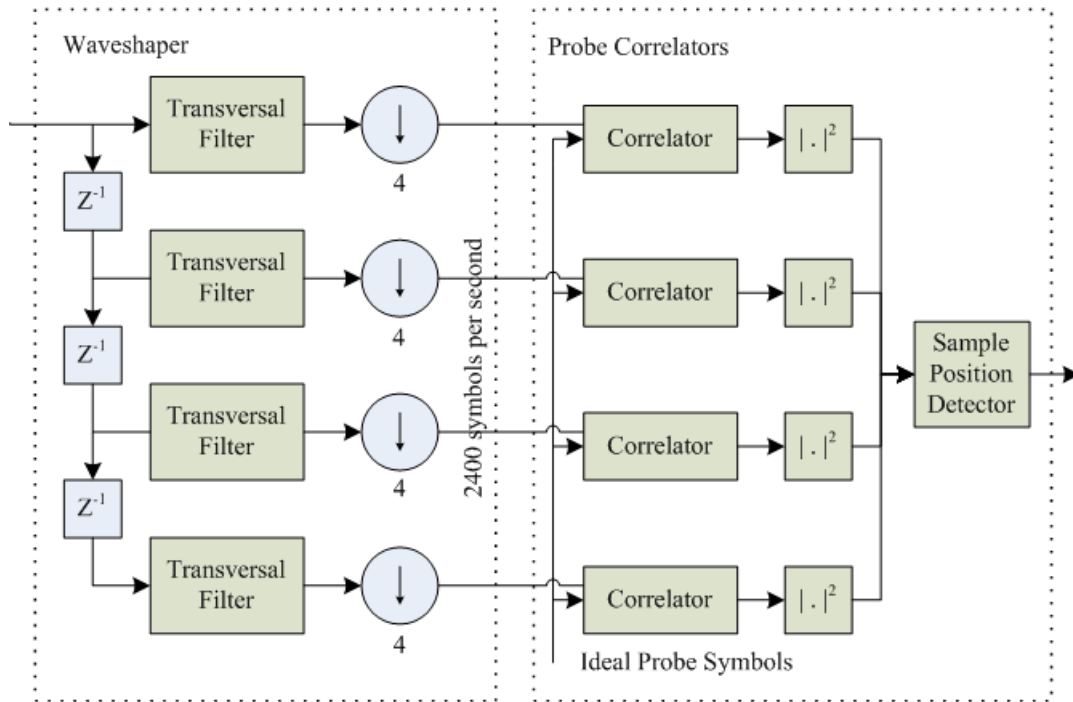 Waveshaper
Probe Correlators
Transversal
Filter
↓
4
Correlator
| . |²
Z⁻¹
Transversal
Filter
↓
4
Correlator
| . |²
Z⁻¹
2400 symbols per second
Sample
Position
Detector
Transversal
Filter
↓
4
Correlator
| . |²
Z⁻¹
Transversal
Filter
↓
4
Correlator
| . |²
Ideal Probe Symbols